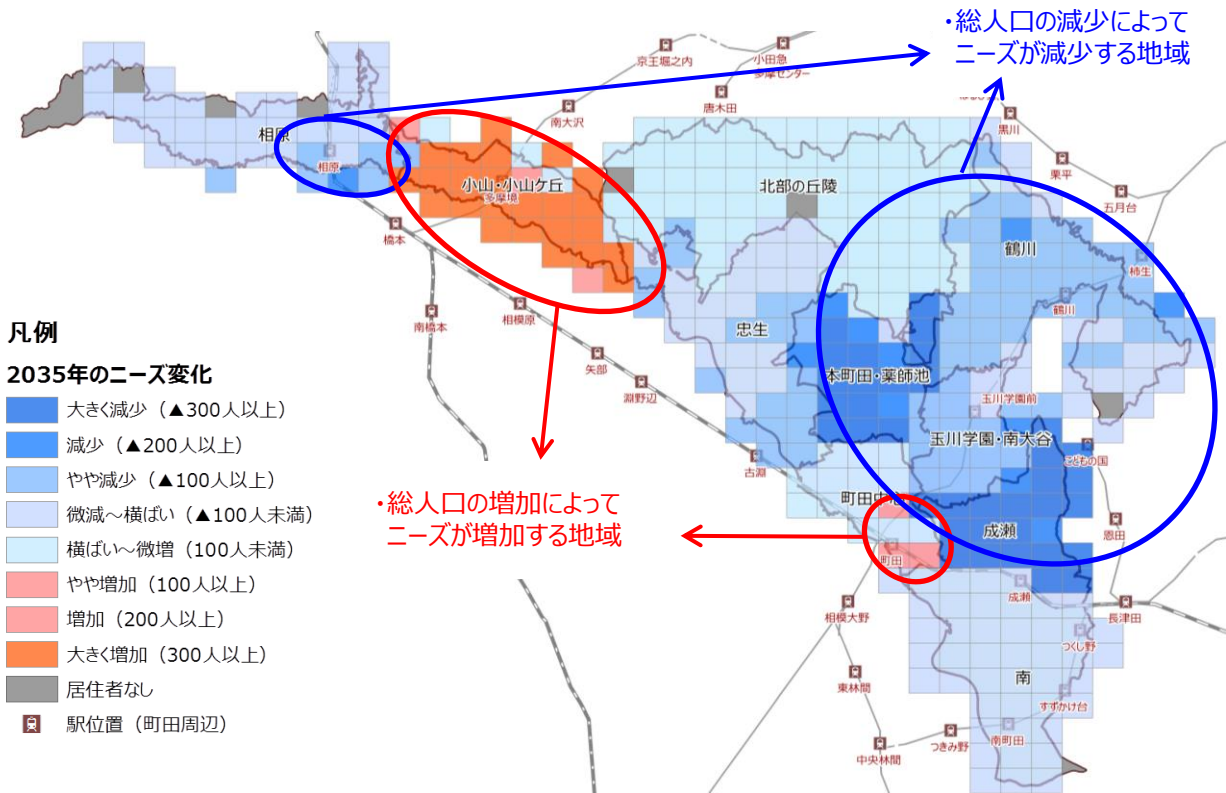 ・総人口の減少によって
ニーズが減少する地域
京王堀之内
小田急
多摩センター
唐木田
南大沢
黒川
栗平
五月台
相原
相原
小山・小山ケ丘
多摩境
北部の丘陵
橋本
鶴川
柿生
鶴川
南橋本
相模原
忠生
矢部
本町田・薬師池
淵野辺
玉川学園前
玉川学園・南大谷
こどもの国
古淵
町田中心
成瀬
恩田
町田
成瀬
長津田
相模大野
つくし野
東林間
南
すずかけ台
つきみ野
南町田
中央林間
・総人口の増加によって
ニーズが増加する地域
凡例
2035年のニーズ変化
大きく減少（▲300人以上）
減少（▲200人以上）
やや減少（▲100人以上）
微減～横ばい（▲100人未満）
横ばい～微増（100人未満）
やや増加（100人以上）
増加（200人以上）
大きく増加（300人以上）
居住者なし
駅位置（町田周辺）